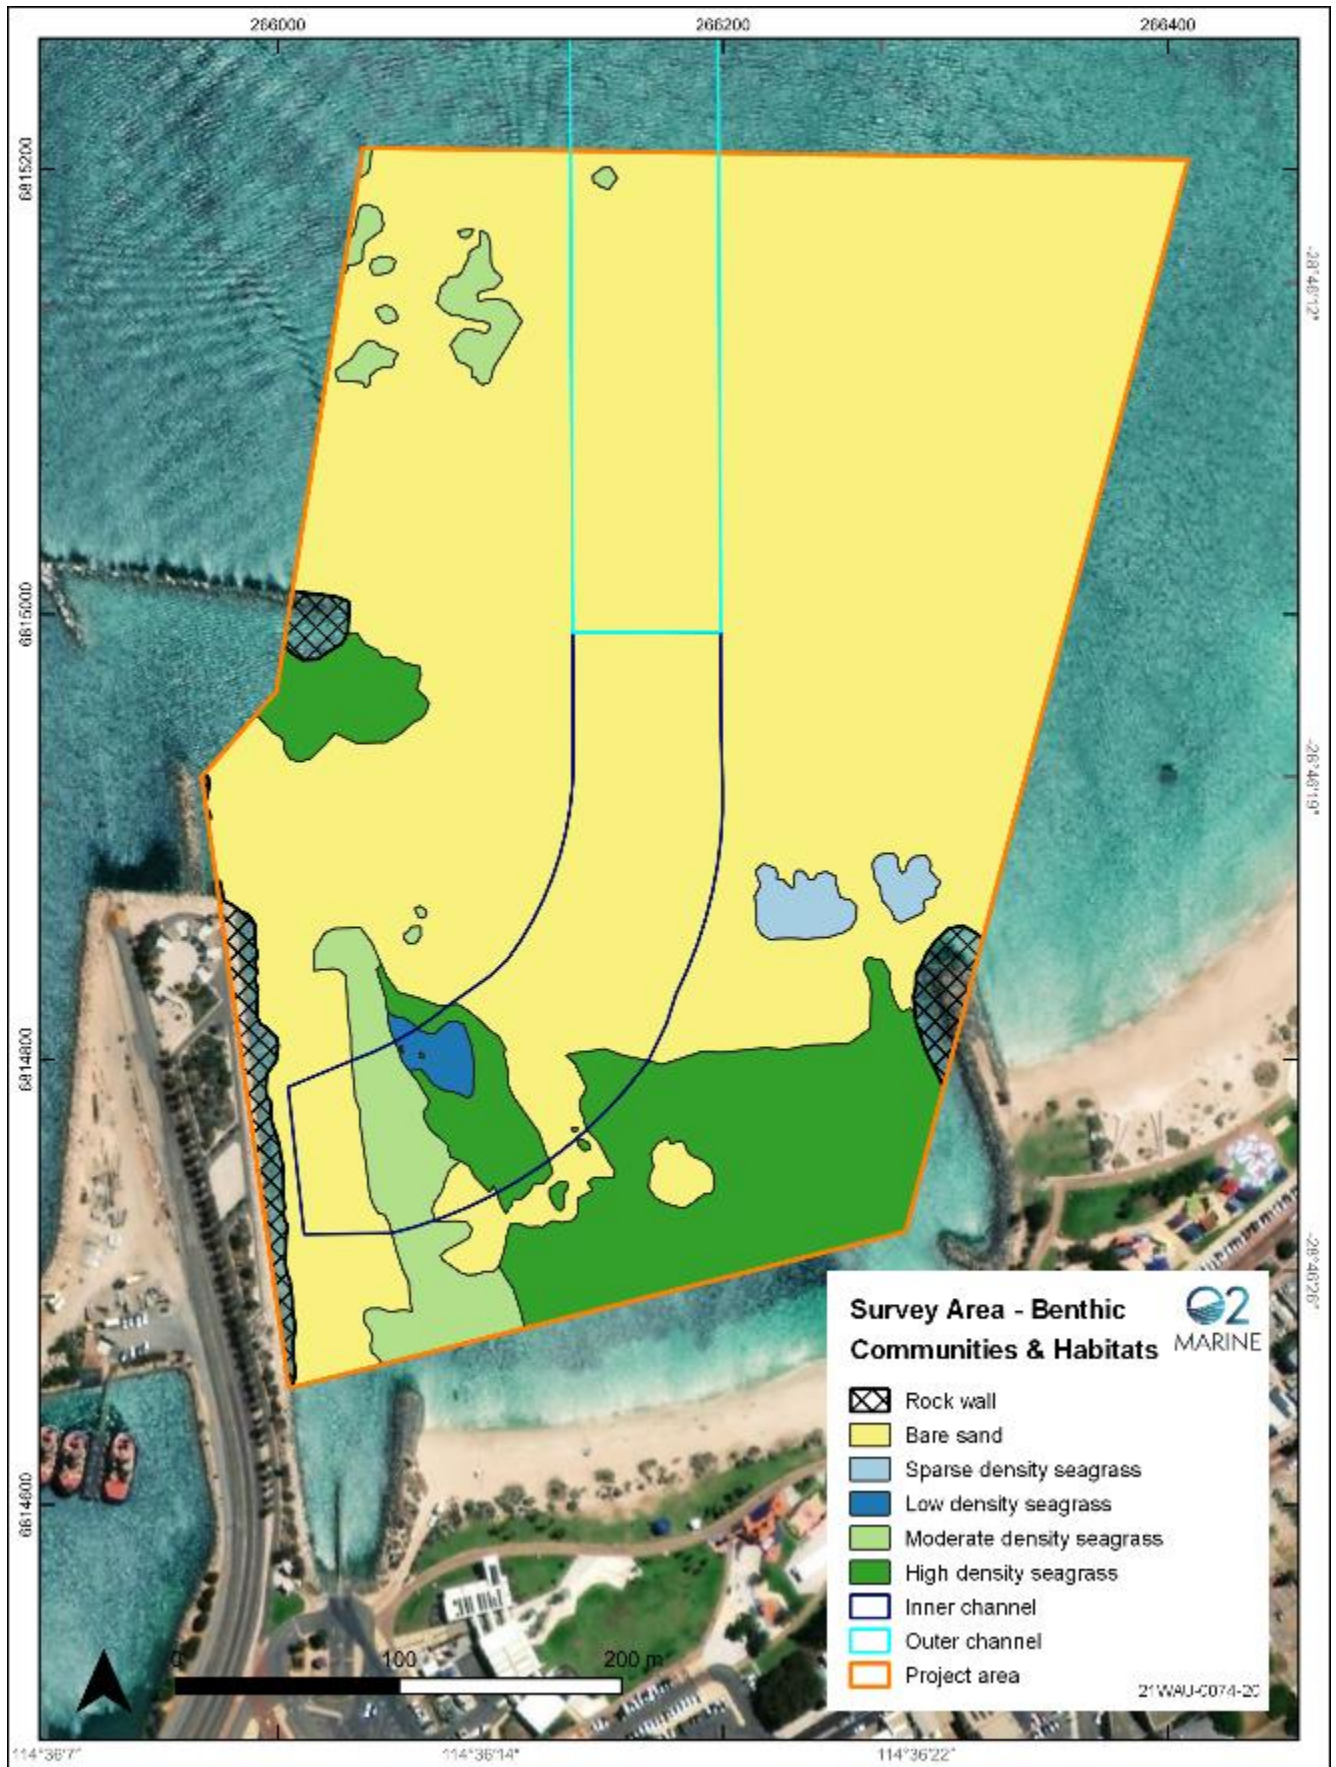 266000
266200
266400
6815200
-28°46'12"
6815000
-28°46'19"
6814800
-28°46'26"
Survey Area - Benthic
Communities & Habitats
O2
MARINE
Rock wall
Bare sand
Sparse density seagrass
Low density seagrass
Moderate density seagrass
High density seagrass
Inner channel
Outer channel
Project area
21WAU-0074-20
6814600
0
100
200 m
114°36'7"
114°36'14"
114°36'22"